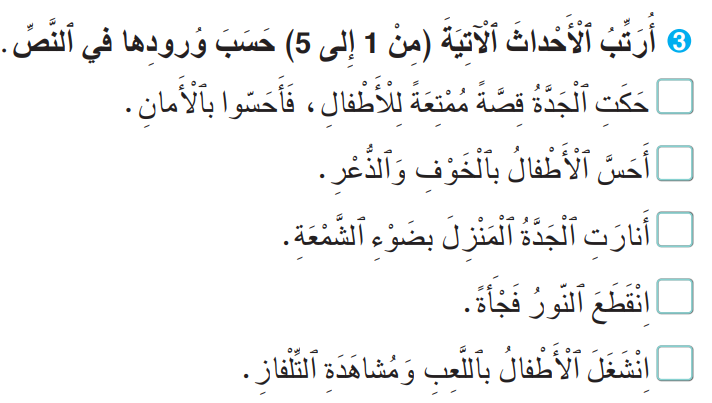 3 أُرَتِّبُ ٱلْأَحْداثَ ٱلْآتِيَةَ (مِنْ 1 إِلى 5) حَسَبَ وُرودِها في ٱلنَّصِّ.
حَكَتِ ٱلْجَدَّةُ قِصَّةً مُمْتِعَةً لِلْأَطْفالِ، فَأَحَسّوا بِٱلْأَمانِ.
أَحَسَّ ٱلْأَطْفالُ بِٱلْخَوْفِ وَٱلذُّعْرِ.
أَنارَتِ ٱلْجَدَّةُ ٱلْمَنْزِلَ بِضَوْءِ ٱلشَّمْعَةِ.
اِنْقَطَعَ ٱلنّورُ فَجْأَةً.
اِنْشَغَلَ ٱلْأَطْفالُ بِٱللَّعِبِ وَمُشاهَدَةِ ٱلتِّلْفازِ.